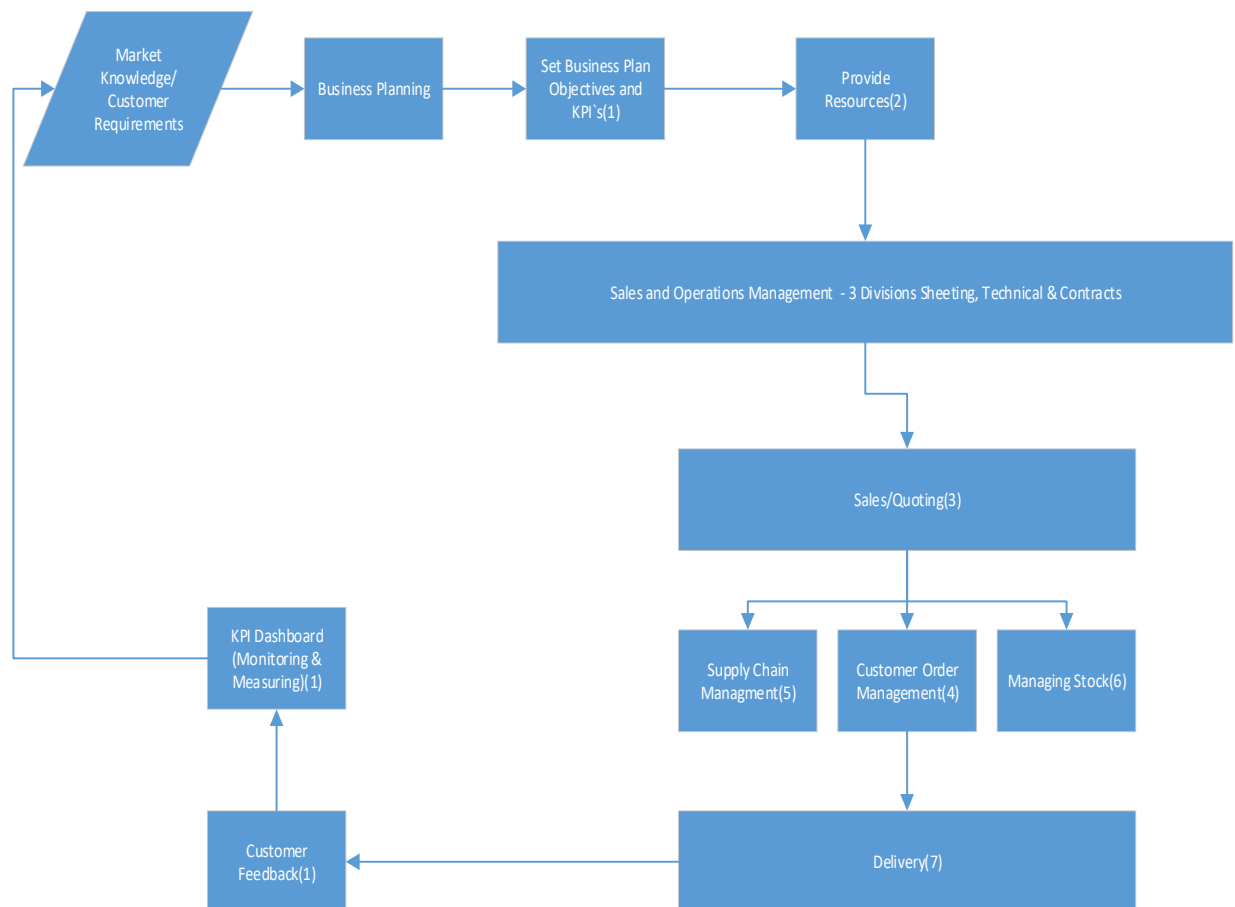 Market
Knowledge/
Customer
Requirements
Business Planning
Set Business Plan
Objectives and
KPI`s(1)
Provide
Resources(2)
Sales and Operations Management  - 3 Divisions Sheeting, Technical & Contracts
Sales/Quoting(3)
KPI Dashboard
(Monitoring &
Measuring)(1)
Supply Chain
Managment(5)
Customer Order
Management(4)
Managing Stock(6)
Customer
Feedback(1)
Delivery(7)